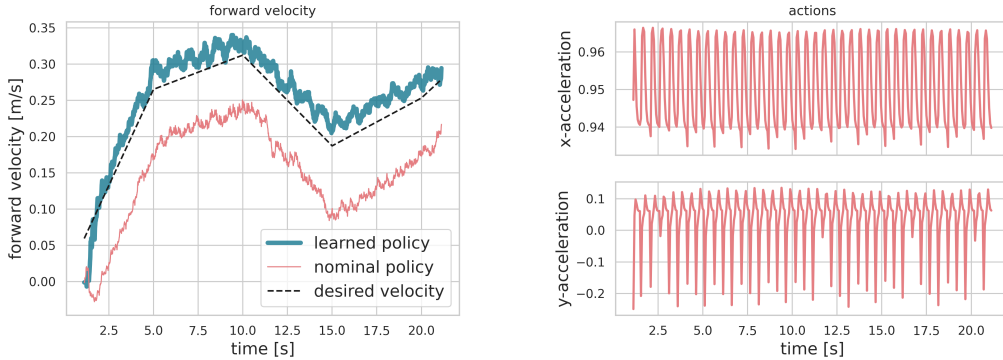 forward velocity
forward velocity [m/s]
0.35
0.30
0.25
0.20
0.15
0.10
0.05
0.00
learned policy
nominal policy
desired velocity
2.5 5.0 7.5 10.0 12.5 15.0 17.5 20.0
time [s]
actions
x-acceleration
0.96
0.95
0.94
y-acceleration
0.1
0.0
−0.1
−0.2
2.5 5.0 7.5 10.0 12.5 15.0 17.5 20.0
time [s]